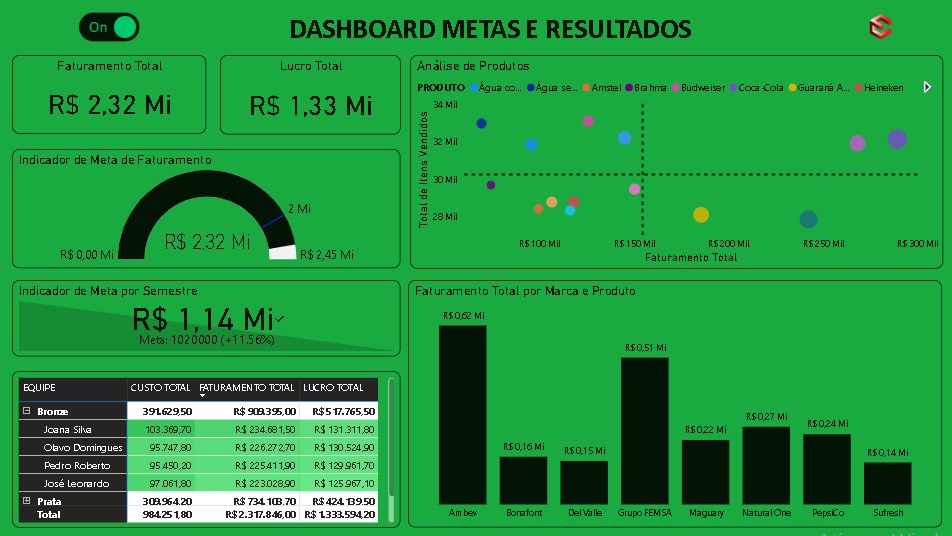 On
DASHBOARD METAS E RESULTADOS
Faturamento Total
R$ 2,32 Mi
Lucro Total
R$ 1,33 Mi
Indicador de Meta de Faturamento
2 Mi
R$ 2,32 Mi
R$ 0,00 Mi
R$ 2,45 Mi
Indicador de Meta por Semestre
R$ 1,14 Mi✓
Meta: 1020000 (+11.56%)
EQUIPE CUSTO TOTAL FATURAMENTO TOTAL LUCRO TOTAL
Bronze 391.629,50 R$ 909.395,00 R$ 517.765,50
Joana Silva 103.369,70 R$ 234.681,50 R$ 131.311,80
Olavo Domingues 95.747,80 R$ 226.272,70 R$ 130.524,90
Pedro Roberto 95.450,20 R$ 225.411,90 R$ 129.961,70
José Leonardo 97.061,80 R$ 223.028,90 R$ 125.967,10
Prata 309.964,20 R$ 734.103,70 R$ 424.139,50
Total 984.251,80 R$ 2.317.846,00 R$ 1.333.594,20
Análise de Produtos
PRODUTO Água co... Água se... Amstel Brahma Budweiser Coca-Cola Guaraná A... Heineken
Total de Itens Vendidos
34 Mil
32 Mil
30 Mil
28 Mil
R$ 100 Mil R$ 150 Mil R$ 200 Mil R$ 250 Mil R$ 300 Mil
Faturamento Total
Faturamento Total por Marca e Produto
R$ 0,62 Mi R$ 0,16 Mi R$ 0,15 Mi R$ 0,51 Mi R$ 0,22 Mi R$ 0,27 Mi R$ 0,24 Mi R$ 0,14 Mi
Ambev Bonafont Del Valle Grupo FEMSA Maguary Natural One PepsiCo Sufresh